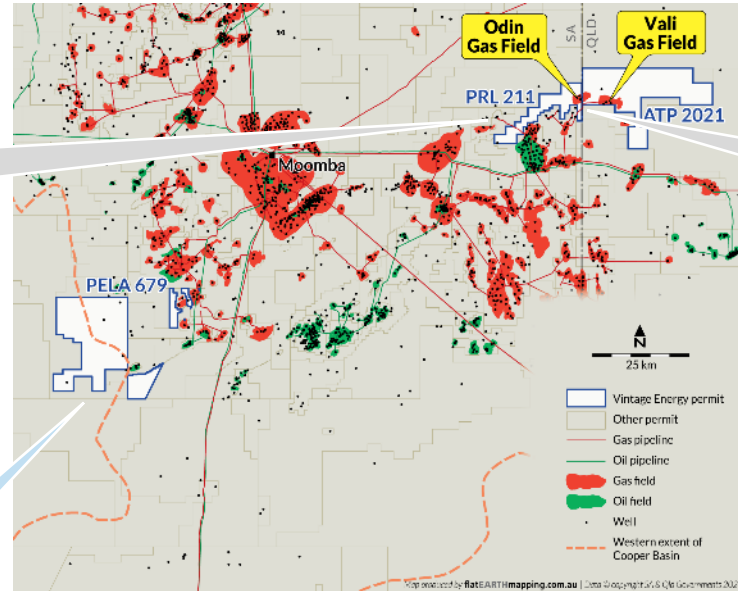 Odin
Gas Field
SA
QLD
Vali
Gas Field
PRL 211
ATP 2021
Moomba
PELA 679
N
25 km
Vintage Energy permit
Other permit
Gas pipeline
Oil pipeline
Gas field
Oil field
Well
Western extent of
Cooper Basin
Map produced by flatEARTHmapping.com.au | Data © copyright SA & Qld Governments 202